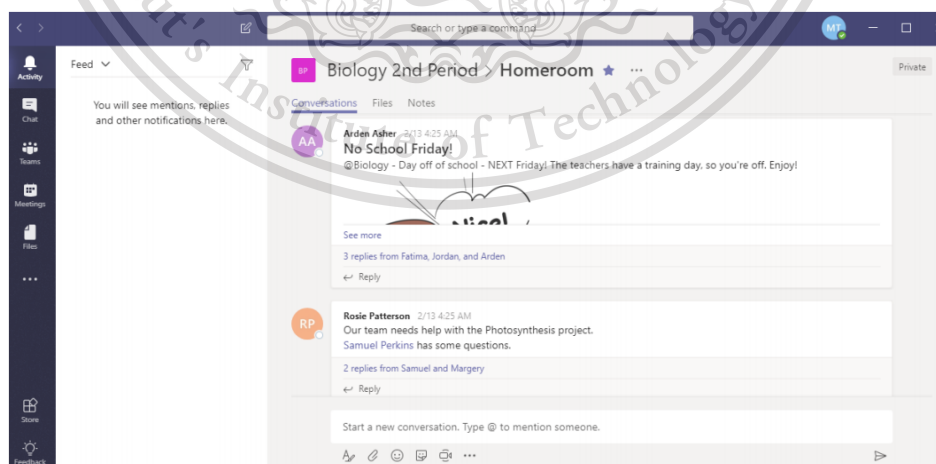 Search or type a command
MT
Activity
Chat
Teams
Meetings
Files
Store
Feedback
Feed
You will see mentions, replies
and other notifications here.
BP
Biology 2nd Period > Homeroom
Private
Conversations Files Notes
AA
Arden Asher 2/13 4:25 AM
No School Friday!
@Biology - Day off of school - NEXT Friday! The teachers have a training day, so you're off. Enjoy!
Nice!
See more
3 replies from Fatima, Jordan, and Arden
Reply
RP
Rosie Patterson 2/13 4:25 AM
Our team needs help with the Photosynthesis project.
Samuel Perkins has some questions.
2 replies from Samuel and Margery
Reply
Start a new conversation. Type @ to mention someone.
Institute of Technology